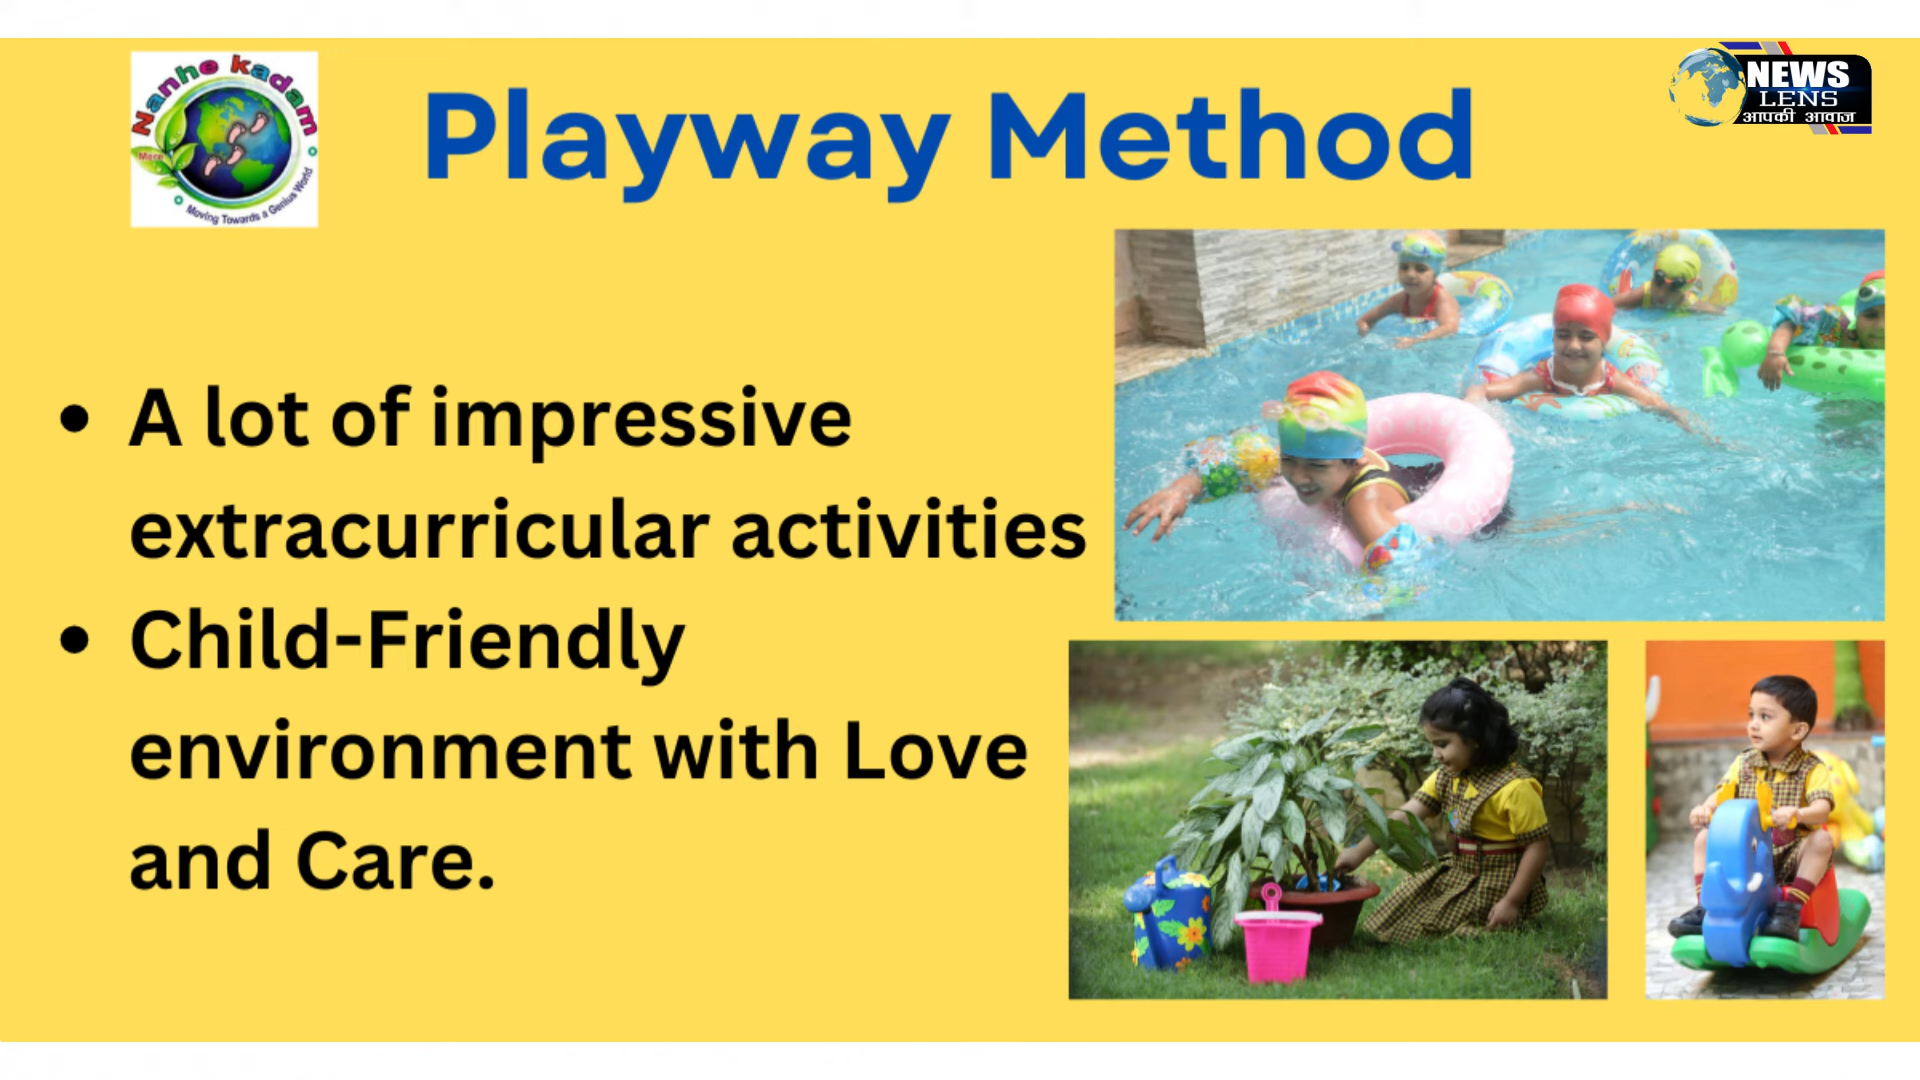 Nanhe kadam
Mere
Moving Towards a Genius World
Playway Method
NEWS
LENS
आपकी आवाज
• A lot of impressive
extracurricular activities
• Child-Friendly
environment with Love
and Care.